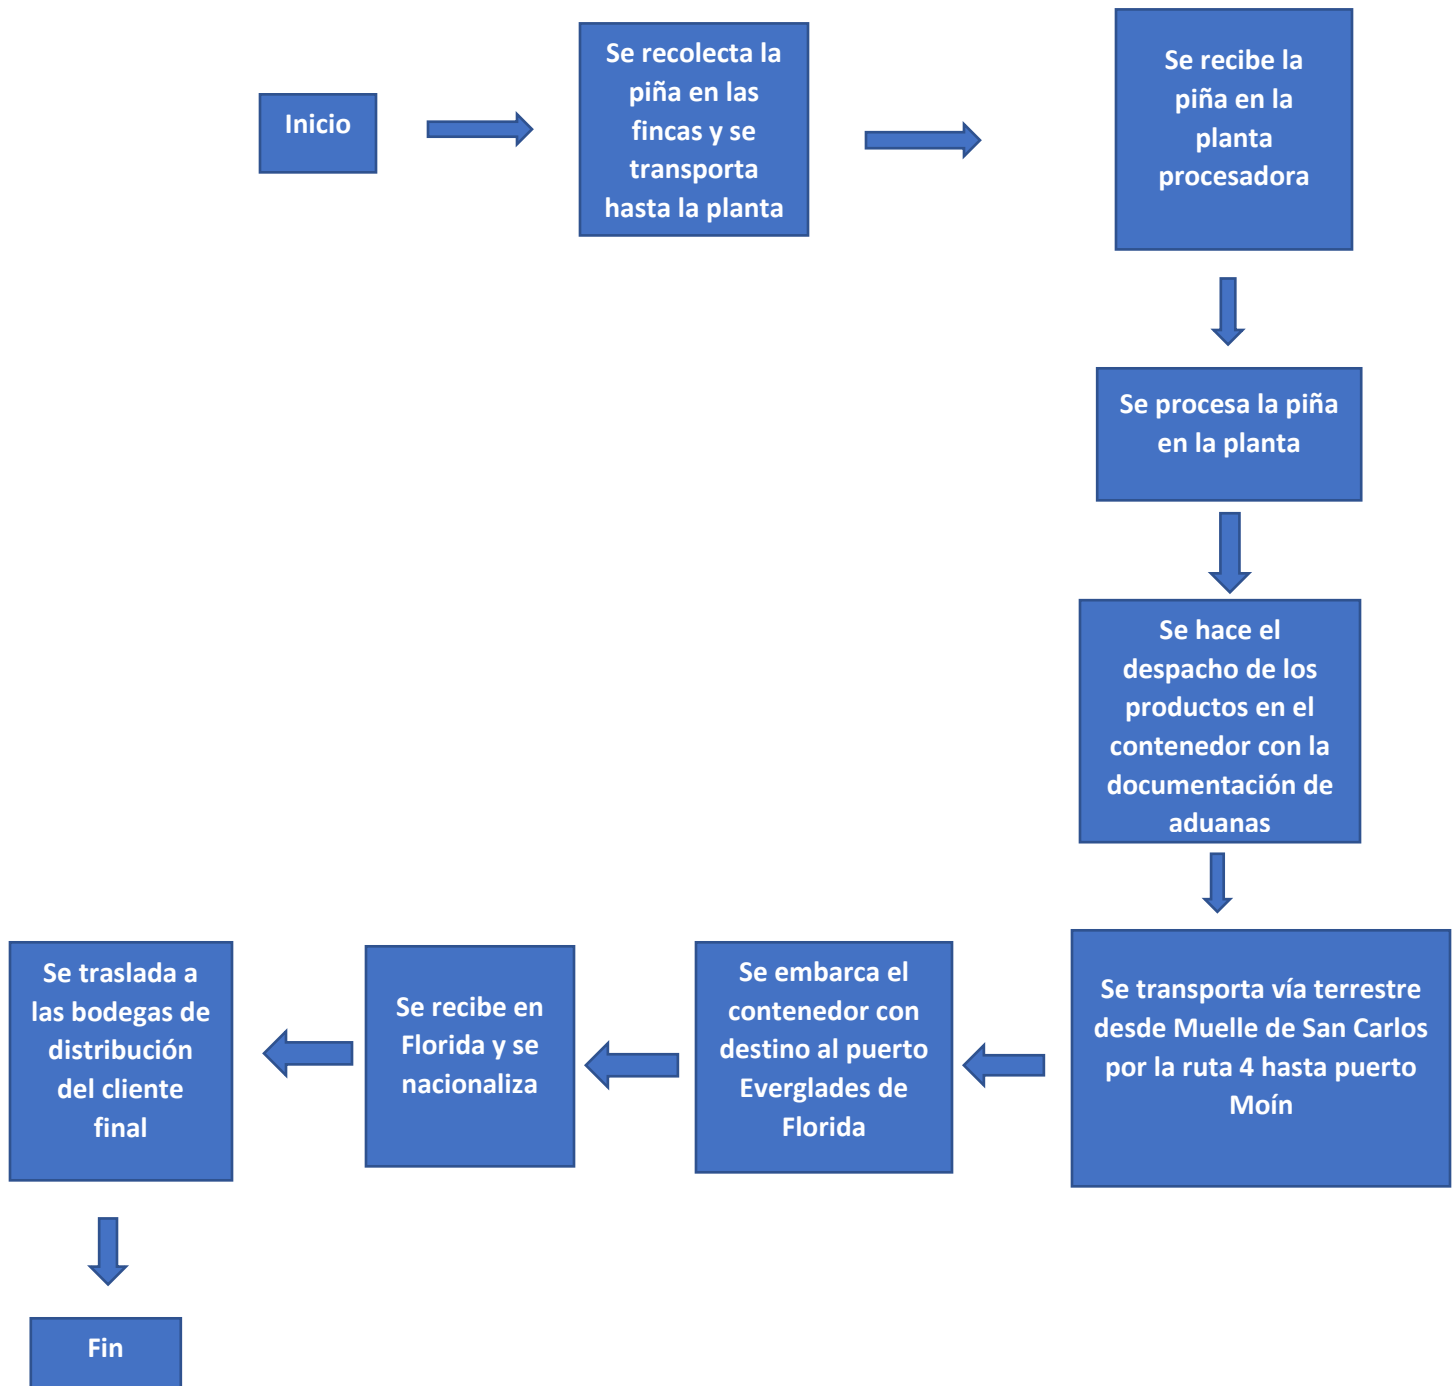 Inicio
Se recolecta la
piña en las
fincas y se
transporta
hasta la planta
Se recibe la
piña en la
planta
procesadora
Se procesa la piña
en la planta
Se hace el
despacho de los
productos en el
contenedor con la
documentación de
aduanas
Se transporta vía terrestre
desde Muelle de San Carlos
por la ruta 4 hasta puerto
Moín
Se embarca el
contenedor con
destino al puerto
Everglades de
Florida
Se recibe en
Florida y se
nacionaliza
Se traslada a
las bodegas de
distribución
del cliente
final
Fin